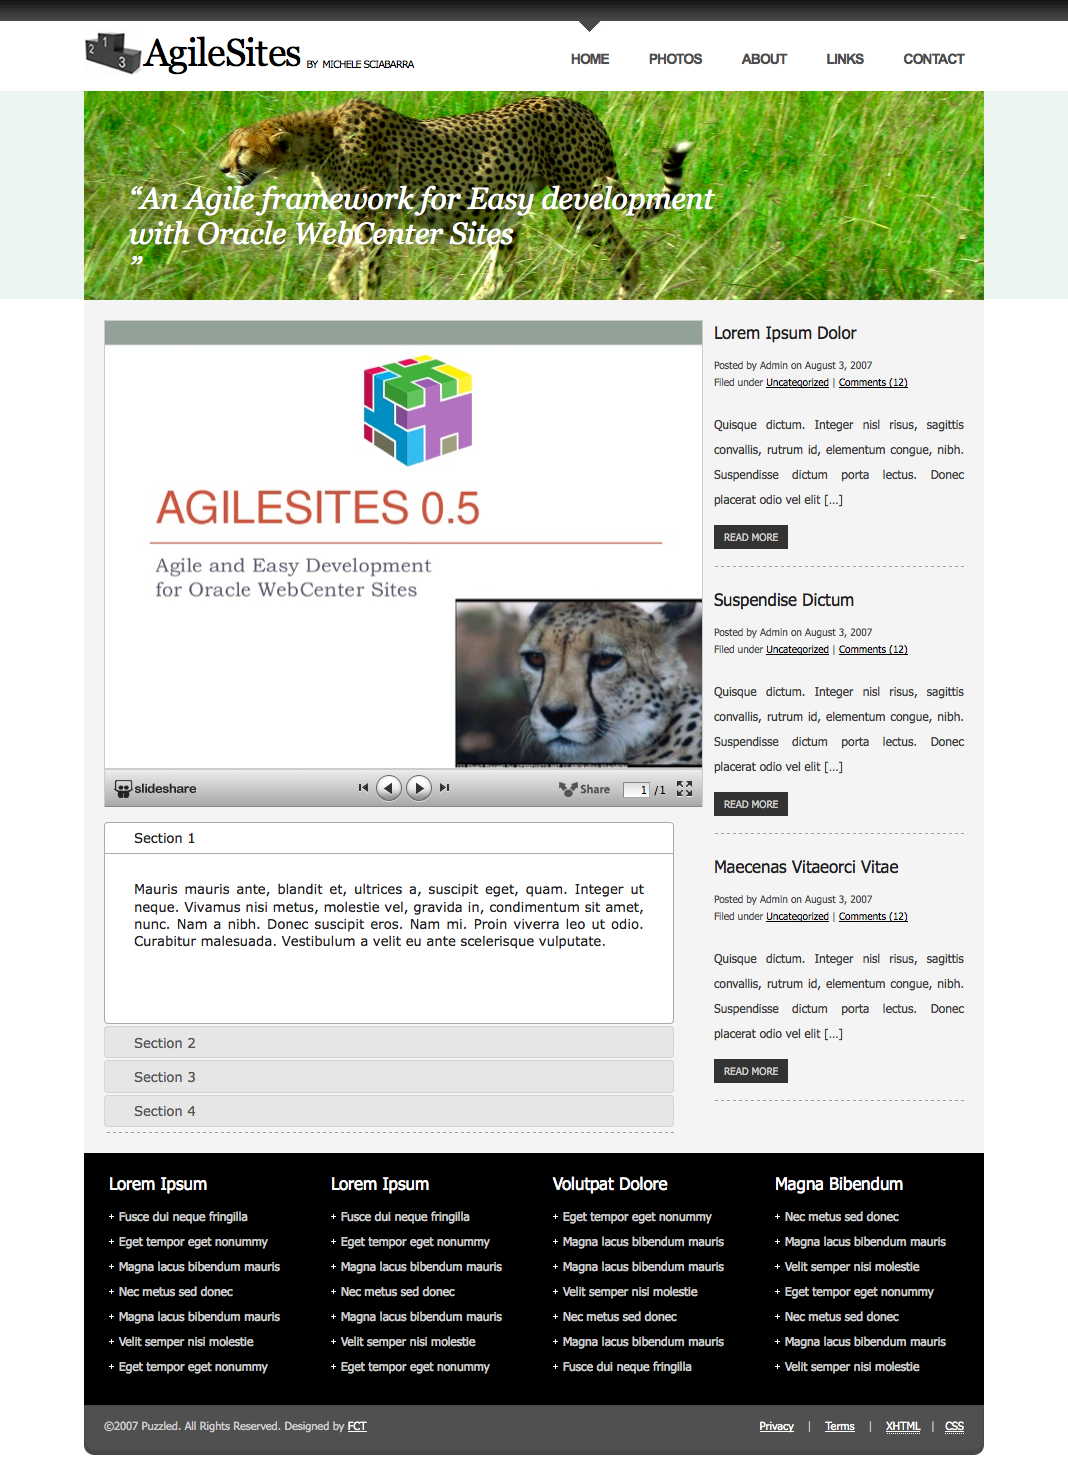 2 1 3
AgileSites BY MICHELE SCIABARRA
HOME PHOTOS ABOUT LINKS CONTACT
“An Agile framework for Easy development
with Oracle WebCenter Sites
”
AGILESITES 0.5
Agile and Easy Development
for Oracle WebCenter Sites
slideshare
Share 1 /1
Section 1
Mauris mauris ante, blandit et, ultrices a, suscipit eget, quam. Integer ut
neque. Vivamus nisi metus, molestie vel, gravida in, condimentum sit amet,
nunc. Nam a nibh. Donec suscipit eros. Nam mi. Proin viverra leo ut odio.
Curabitur malesuada. Vestibulum a velit eu ante scelerisque vulputate.
Section 2
Section 3
Section 4
Lorem Ipsum Dolor
Posted by Admin on August 3, 2007
Filed under Uncategorized | Comments (12)
Quisque dictum. Integer nisl risus, sagittis
convallis, rutrum id, elementum congue, nibh.
Suspendisse dictum porta lectus. Donec
placerat odio vel elit [...]
READ MORE
Suspendise Dictum
Posted by Admin on August 3, 2007
Filed under Uncategorized | Comments (12)
Quisque dictum. Integer nisl risus, sagittis
convallis, rutrum id, elementum congue, nibh.
Suspendisse dictum porta lectus. Donec
placerat odio vel elit [...]
READ MORE
Maecenas Vitaeorci Vitae
Posted by Admin on August 3, 2007
Filed under Uncategorized | Comments (12)
Quisque dictum. Integer nisl risus, sagittis
convallis, rutrum id, elementum congue, nibh.
Suspendisse dictum porta lectus. Donec
placerat odio vel elit [...]
READ MORE
Lorem Ipsum
Fusce dui neque fringilla
Eget tempor eget nonummy
Magna lacus bibendum mauris
Nec metus sed donec
Magna lacus bibendum mauris
Velit semper nisi molestie
Eget tempor eget nonummy
Lorem Ipsum
Fusce dui neque fringilla
Eget tempor eget nonummy
Magna lacus bibendum mauris
Nec metus sed donec
Magna lacus bibendum mauris
Velit semper nisi molestie
Eget tempor eget nonummy
Volutpat Dolore
Eget tempor eget nonummy
Magna lacus bibendum mauris
Magna lacus bibendum mauris
Velit semper nisi molestie
Nec metus sed donec
Magna lacus bibendum mauris
Fusce dui neque fringilla
Magna Bibendum
Nec metus sed donec
Magna lacus bibendum mauris
Velit semper nisi molestie
Eget tempor eget nonummy
Nec metus sed donec
Magna lacus bibendum mauris
Velit semper nisi molestie
©2007 Puzzled. All Rights Reserved. Designed by FCT
Privacy | Terms | XHTML | CSS